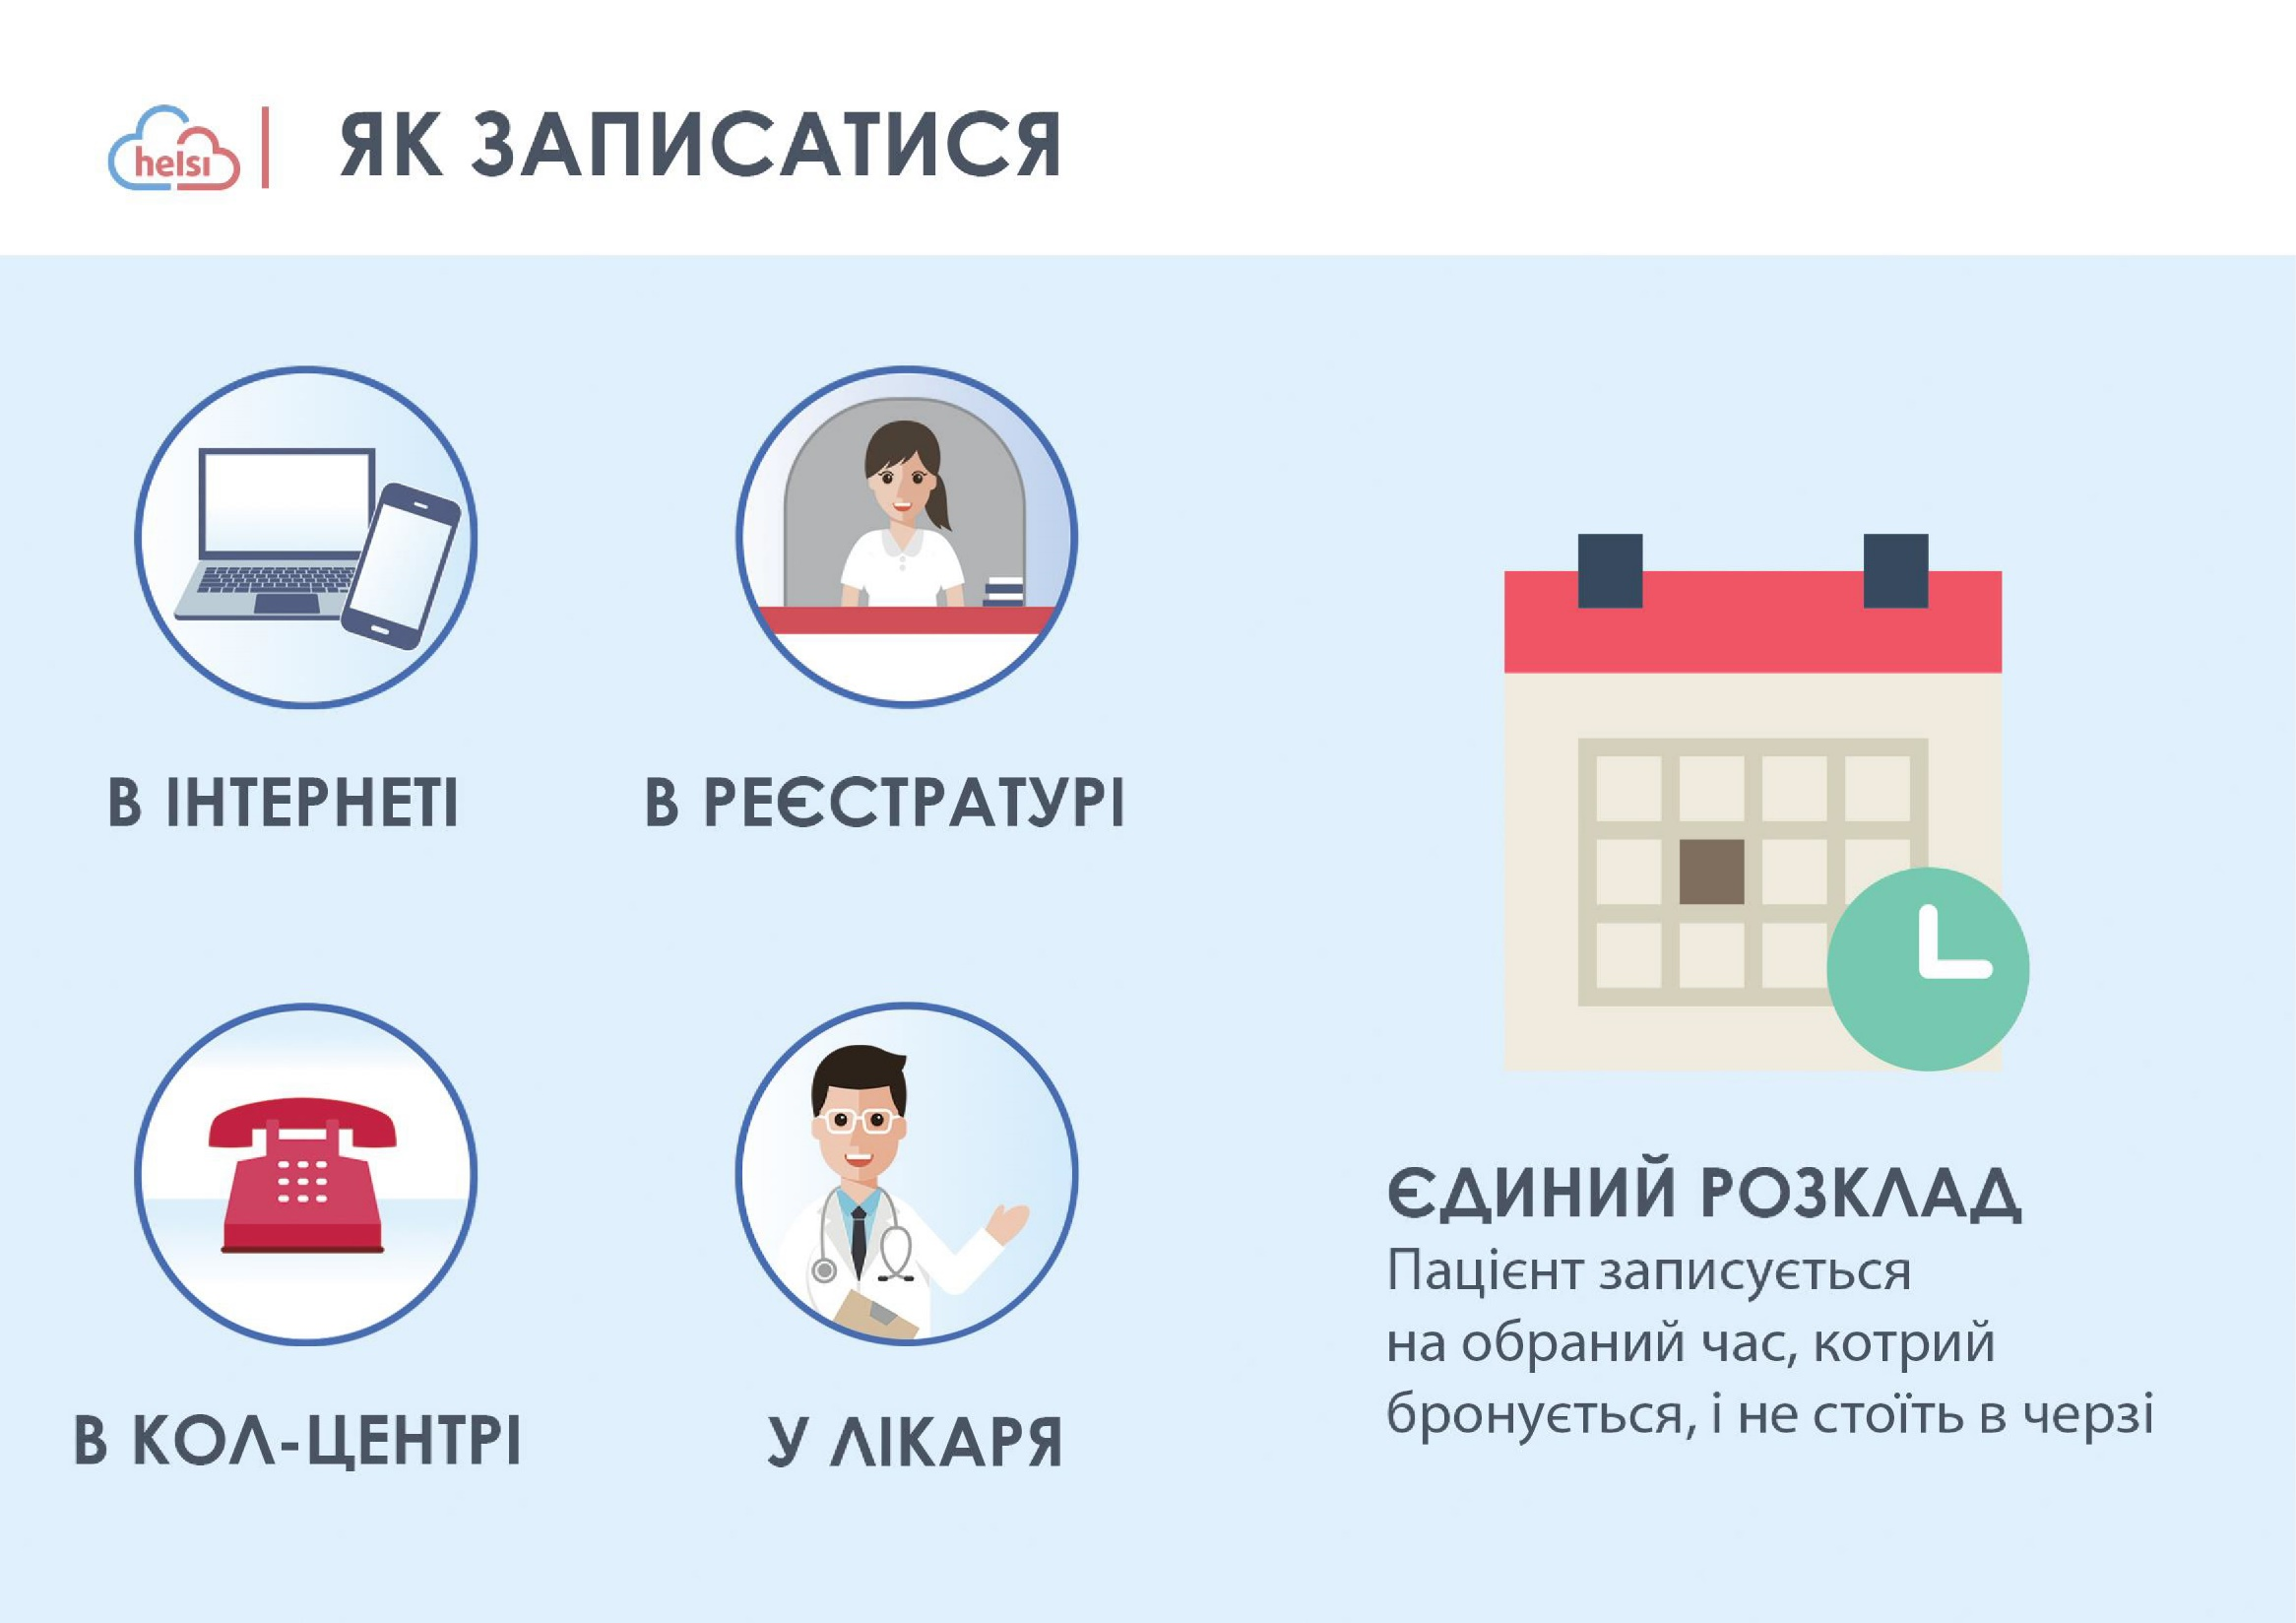 helsi
ЯК ЗАПИСАТИСЯ
В ІНТЕРНЕТІ
В РЕЄСТРАТУРІ
В КОЛ-ЦЕНТРІ
У ЛІКАРЯ
ЄДИНИЙ РОЗКЛАД
Пацієнт записується
на обраний час, котрий
бронується, і не стоїть в черзі